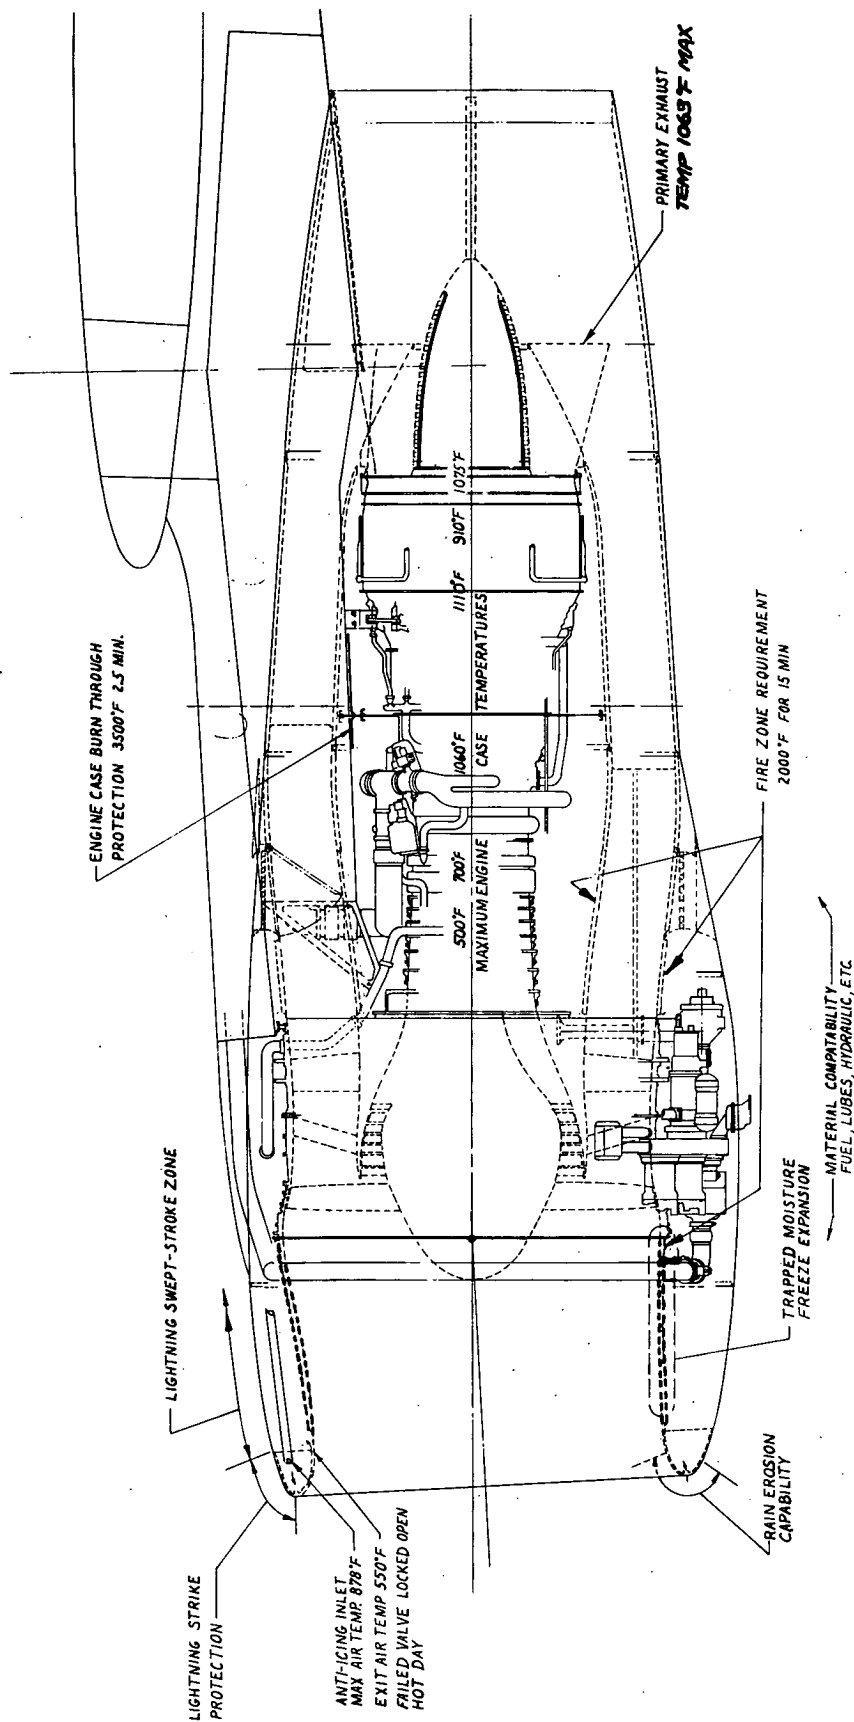 LIGHTNING STRIKE
PROTECTION
LIGHTNING SWEPT-STROKE ZONE
ENGINE CASE BURN THROUGH
PROTECTION 3500°F 2.5 MIN.
ANTI-ICING INLET
MAX AIR TEMP. 878°F
EXIT AIR TEMP 550°F
FAILED VALVE LOCKED OPEN
HOT DAY
500°F 700°F 1060°F 1110°F 910°F 1075°F
MAXIMUM ENGINE CASE TEMPERATURES
PRIMARY EXHAUST
TEMP 1063°F MAX
RAIN EROSION
CAPABILITY
TRAPPED MOISTURE
FREEZE EXPANSION
FIRE ZONE REQUIREMENT
2000°F FOR 15 MIN
MATERIAL COMPATABILITY
FUEL, LUBES, HYDRAULIC, ETC.